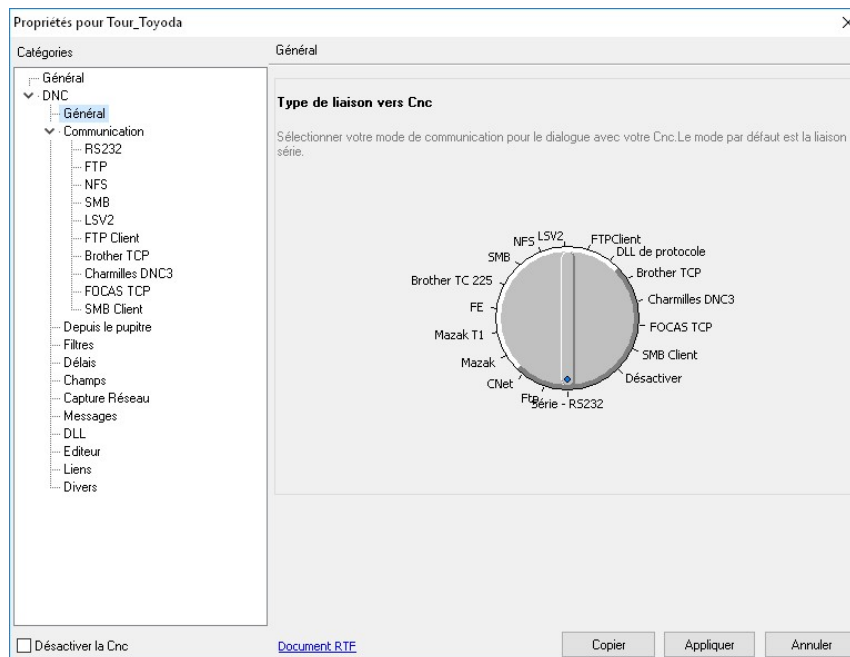 Propriétés pour Tour_Toyoda
Catégories
Général
DNC
Général
Communication
RS232
FTP
NFS
SMB
LSV2
FTP Client
Brother TCP
Charmilles DNC3
FOCAS TCP
SMB Client
Depuis le pupitre
Filtres
Délais
Champs
Capture Réseau
Messages
DLL
Editeur
Liens
Divers
Désactiver la Cnc
Général
Type de liaison vers Cnc
Sélectionner votre mode de communication pour le dialogue avec votre Cnc.Le mode par défaut est la liaison
série.
Série - RS232
Ftp
CNet
Mazak
Mazak T1
FE
Brother TC 225
SMB
NFS
LSV2
FTPClient
DLL de protocole
Brother TCP
Charmilles DNC3
FOCAS TCP
SMB Client
Désactiver
Document RTF
Copier
Appliquer
Annuler